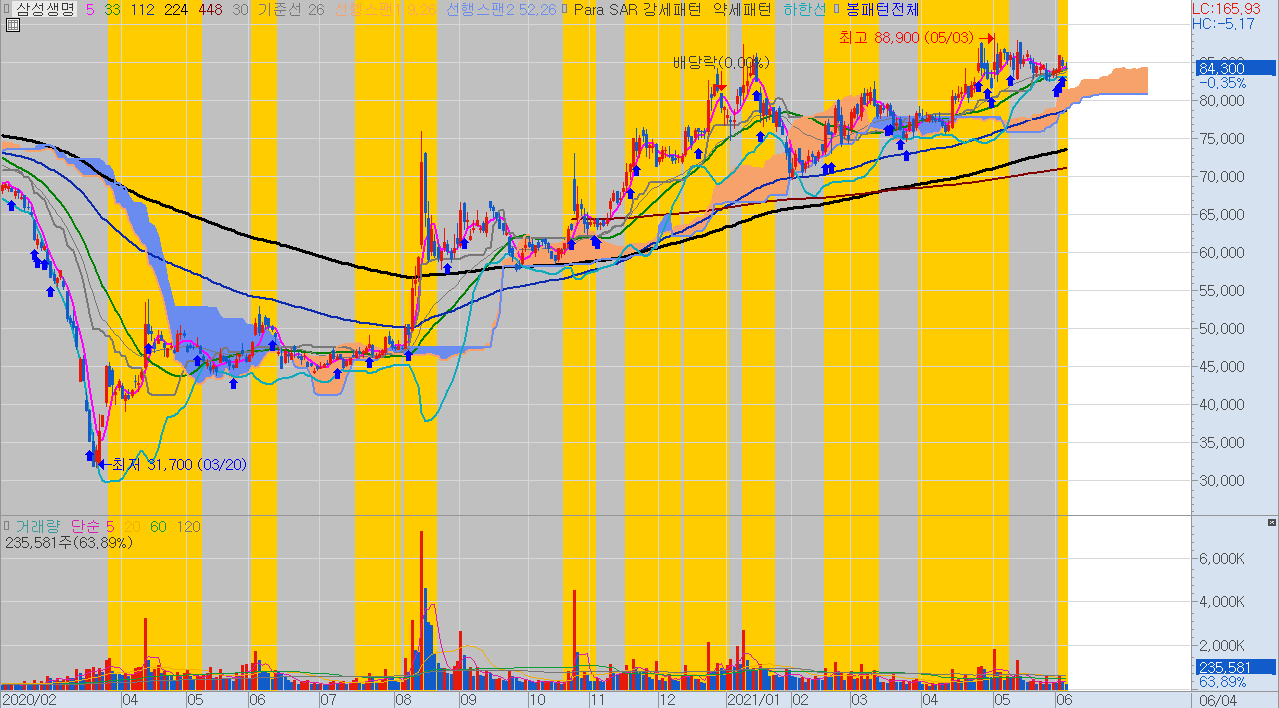 삼성생명 5 33 112 224 448 30 기준선 26 선행스팬1 9,26 선행스팬2 52,26 Para SAR 강세패턴 약세패턴 하한선 봉패턴전체
LC:165,93
HC:-5,17
최고 88,900 (05/03)
배당락(0,00%)
84,300
-0,35%
80,000
75,000
70,000
65,000
60,000
55,000
50,000
45,000
40,000
35,000
30,000
최저 31,700 (03/20)
거래량 단순 5 20 60 120
235,581주(63,89%)
6,000K
4,000K
2,000K
235,581
63,89%
2020/02 04 05 06 07 08 09 10 11 12 2021/01 02 03 04 05 06 06/04